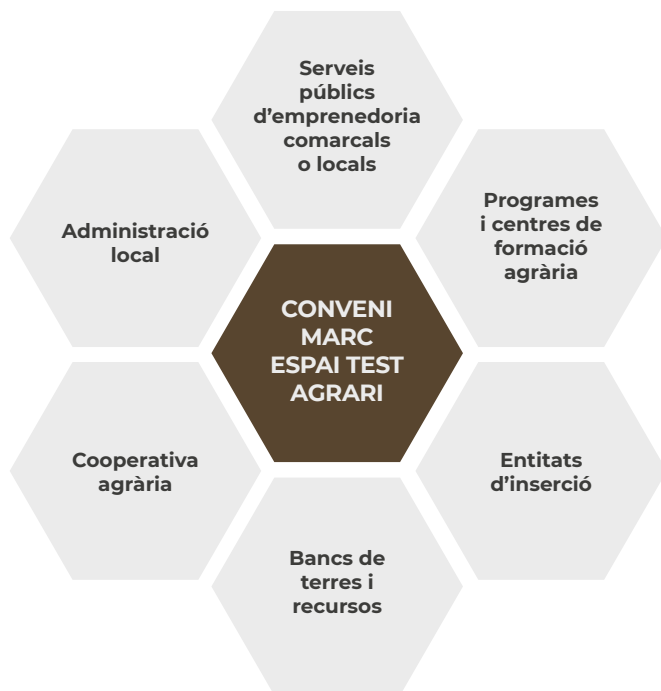 Serveis
públics
d’emprenedoria
comarcals
o locals
Programes
i centres de
formació
agrària
Administració
local
CONVENI
MARC
ESPAI TEST
AGRARI
Cooperativa
agrària
Entitats
d’inserció
Bancs de
terres i
recursos